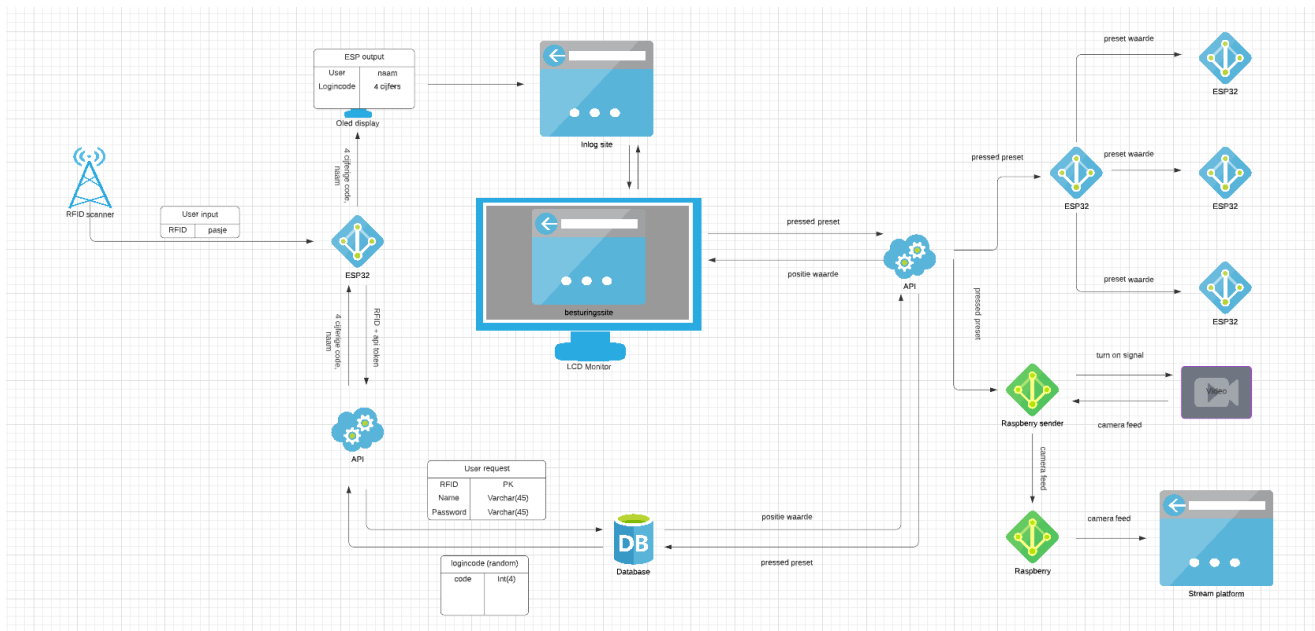 ESP output
User naam
Logincode 4 cijfers
Oled display
4 cijferige code,
naam
RFID scanner
User input
RFID pasje
ESP32
4 cijferige code,
naam
RFID + api token
API
Inlog site
besturingssite
LCD Monitor
pressed preset
positie waarde
API
pressed preset
pressed preset
ESP32
preset waarde
ESP32
preset waarde
ESP32
preset waarde
ESP32
turn on signal
Video
camera feed
Raspberry sender
camera feed
Raspberry
camera feed
Stream platform
User request
RFID PK
Name Varchar(45)
Password Varchar(45)
DB
Database
positie waarde
pressed preset
logincode (random)
code Int(4)